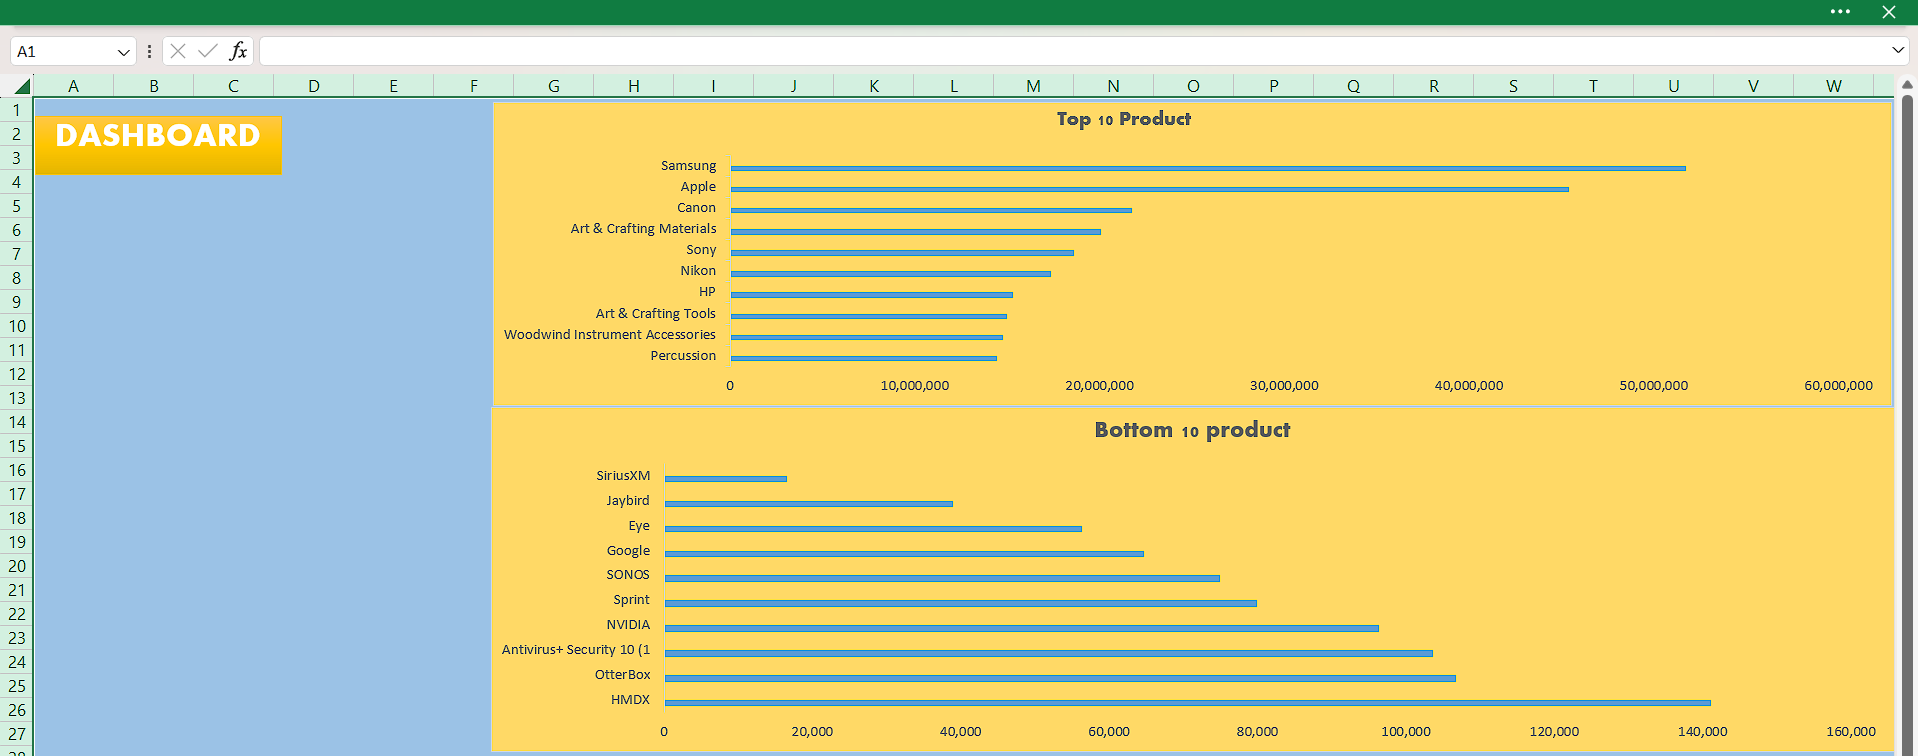 A1
fx
A B C D E F G H I J K L M N O P Q R S T U V W
1
2
3
4
5
6
7
8
9
10
11
12
13
14
15
16
17
18
19
20
21
22
23
24
25
26
27
28
DASHBOARD
Top 10 Product
Samsung
Apple
Canon
Art & Crafting Materials
Sony
Nikon
HP
Art & Crafting Tools
Woodwind Instrument Accessories
Percussion
0 10,000,000 20,000,000 30,000,000 40,000,000 50,000,000 60,000,000
Bottom 10 product
SiriusXM
Jaybird
Eye
Google
SONOS
Sprint
NVIDIA
Antivirus+ Security 10 (1
OtterBox
HMDX
0 20,000 40,000 60,000 80,000 100,000 120,000 140,000 160,000